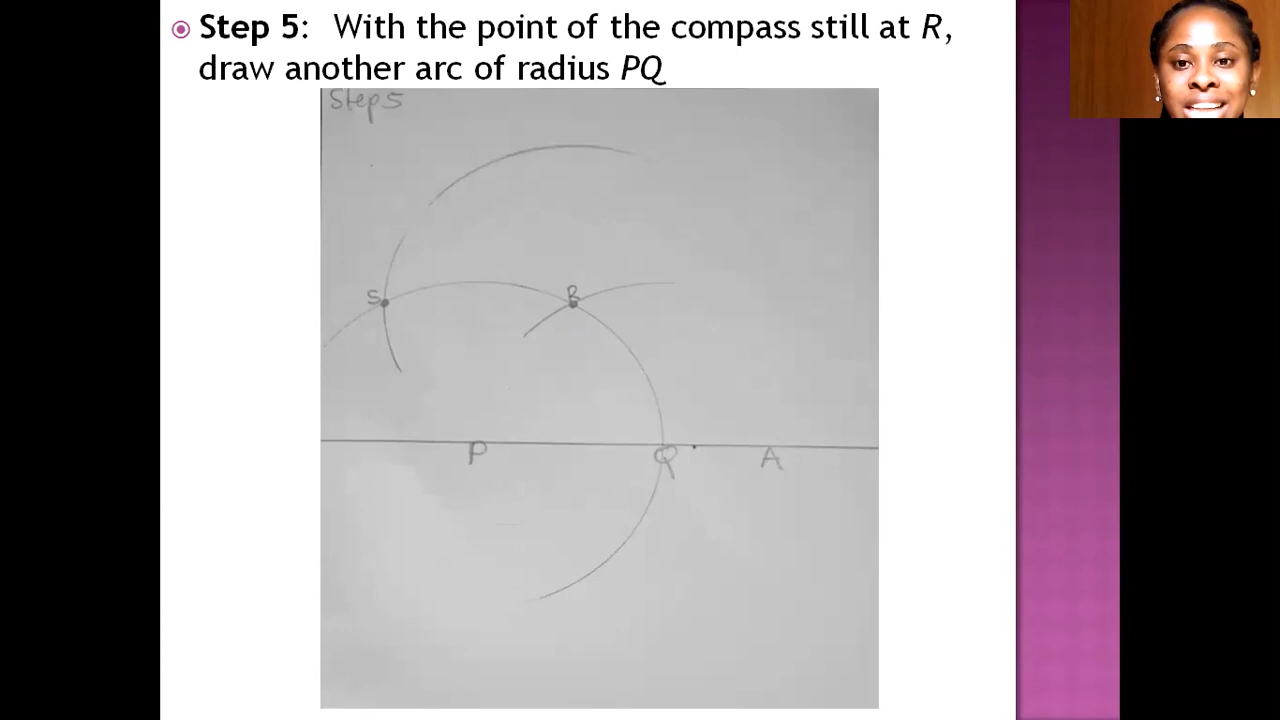 Step 5: With the point of the compass still at R,
draw another arc of radius PQ
Step 5
S
R
P
Q
A